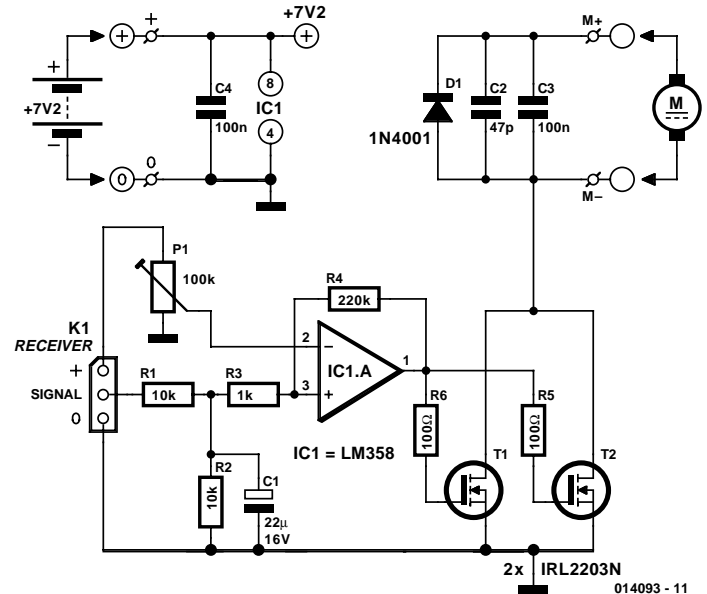 +7V2
+
+
+
+7V2
−
0
0
C4
100n
8
IC1
4
+
D1
1N4001
C2
47p
C3
100n
M+
M
M−
P1
100k
K1
RECEIVER
+
SIGNAL
0
R1
10k
R3
1k
R4
220k
2
−
3
+
IC1.A
1
IC1 = LM358
R2
10k
C1
22µ
16V
R6
100Ω
R5
100Ω
T1
T2
2x IRL2203N
014093 - 11